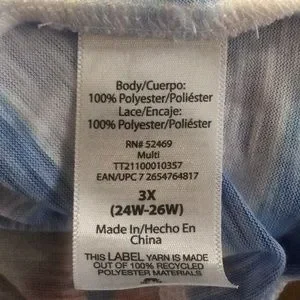 Body/Cuerpo:
100% Polyester/Poliéster
Lace/Encaje:
100% Polyester/Poliéster
RN# 52469
Multi
TT21100010357
EAN/UPC 7 2654764817
3X
(24W-26W)
Made In/Hecho En
China
THIS LABEL YARN IS MADE
OUT OF 100% RECYCLED
POLYESTER MATERIALS